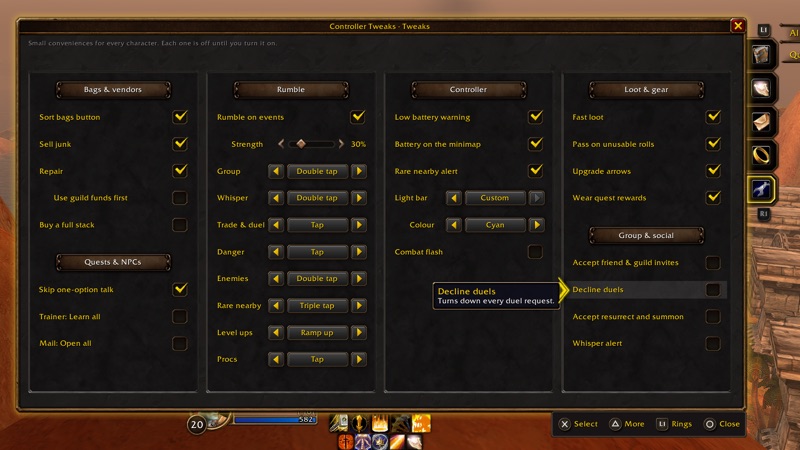 Controller Tweaks - Tweaks
Small conveniences for every character. Each one is off until you turn it on.
Bags & vendors
Sort bags button
Sell junk
Repair
Use guild funds first
Buy a full stack
Quests & NPCs
Skip one-option talk
Trainer: Learn all
Mail: Open all
Rumble
Rumble on events
Strength 30%
Group Double tap
Whisper Double tap
Trade & duel Tap
Danger Tap
Enemies Double tap
Rare nearby Triple tap
Level ups Ramp up
Procs Tap
Controller
Low battery warning
Battery on the minimap
Rare nearby alert
Light bar Custom
Colour Cyan
Combat flash
Decline duels
Turns down every duel request.
Loot & gear
Fast loot
Pass on unusable rolls
Upgrade arrows
Wear quest rewards
Group & social
Accept friend & guild invites
Decline duels
Accept resurrect and summon
Whisper alert
L1
R1
20
582
Select More L1 Rings Close